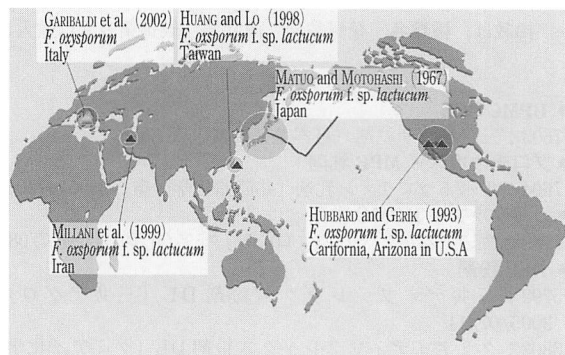 GARIBALDI et al. (2002)
F. oxysporum
Italy
HUANG and LO (1998)
F. oxsporum f. sp. lactucum
Taiwan
MATUO and MOTOHASHI (1967)
F. oxsporum f. sp. lactucum
Japan
MILLANI et al. (1999)
F. oxsporum f. sp. lactucum
Iran
HUBBARD and GERIK (1993)
F. oxsporum f. sp. lactucum
Carifornia, Arizona in U.S.A